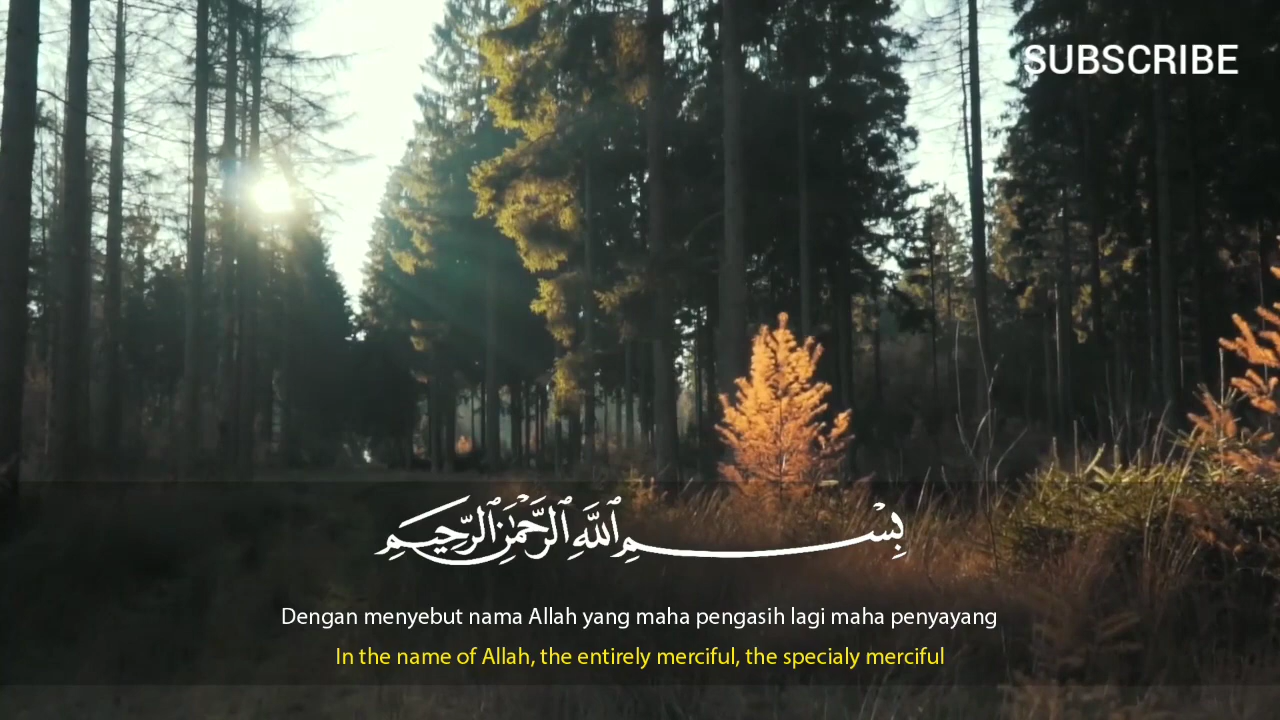 SUBSCRIBE
بِسْمِ ٱللَّهِ ٱلرَّحْمَٰنِ ٱلرَّحِيمِ
Dengan menyebut nama Allah yang maha pengasih lagi maha penyayang
In the name of Allah, the entirely merciful, the specialy merciful